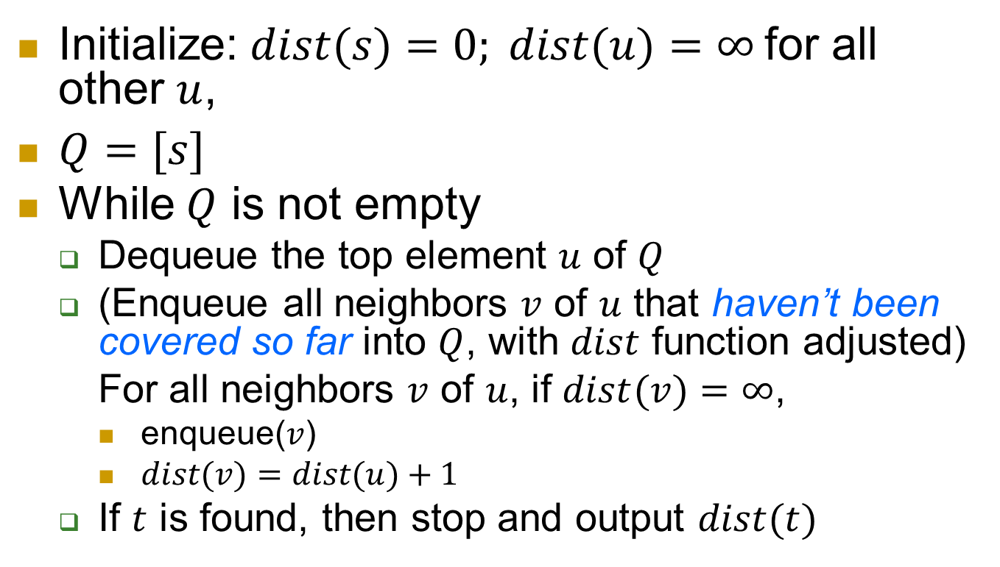 Initialize: dist(s) = 0; dist(u) = ∞ for all
other u,
Q = [s]
While Q is not empty
Dequeue the top element u of Q
(Enqueue all neighbors v of u that haven’t been
covered so far into Q, with dist function adjusted)
For all neighbors v of u, if dist(v) = ∞,
enqueue(v)
dist(v) = dist(u) + 1
If t is found, then stop and output dist(t)